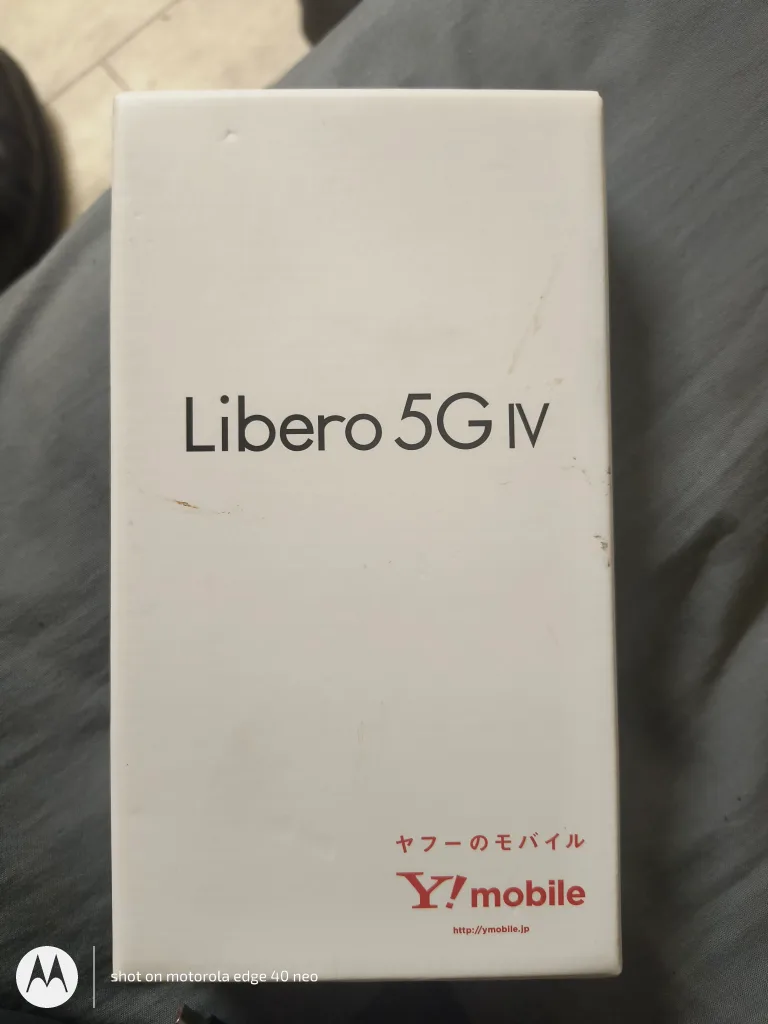 Libero 5G IV
ヤフーのモバイル
Y! mobile
http://ymobile.jp
shot on motorola edge 40 neo